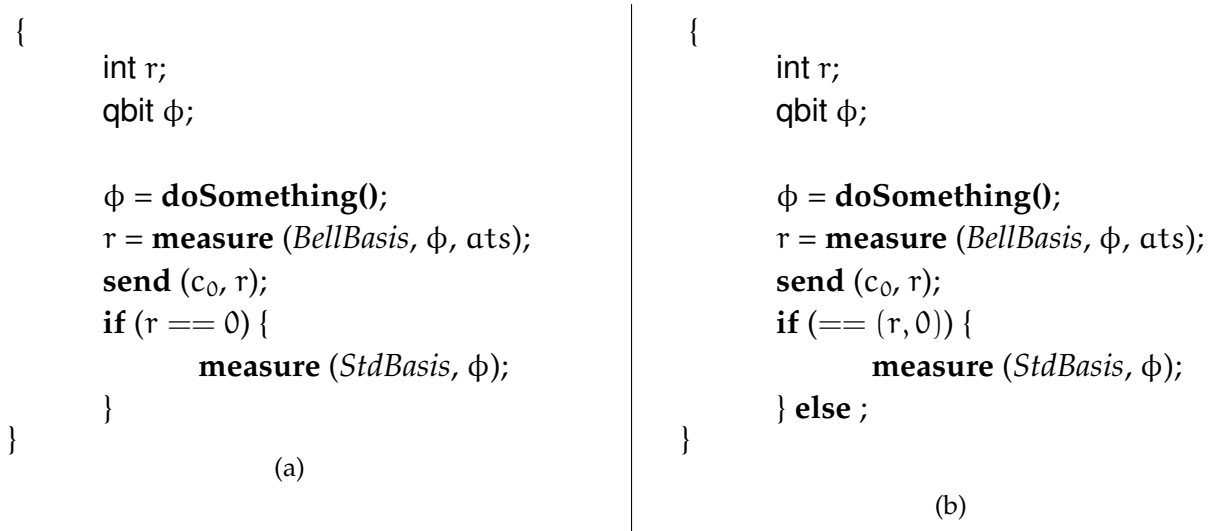 {
int r;
qbit ϕ;
ϕ = doSomething();
r = measure (BellBasis, ϕ, ats);
send (c₀, r);
if (r == 0) {
measure (StdBasis, ϕ);
}
}
(a)
{
int r;
qbit ϕ;
ϕ = doSomething();
r = measure (BellBasis, ϕ, ats);
send (c₀, r);
if (== (r, 0)) {
measure (StdBasis, ϕ);
} else ;
}
(b)